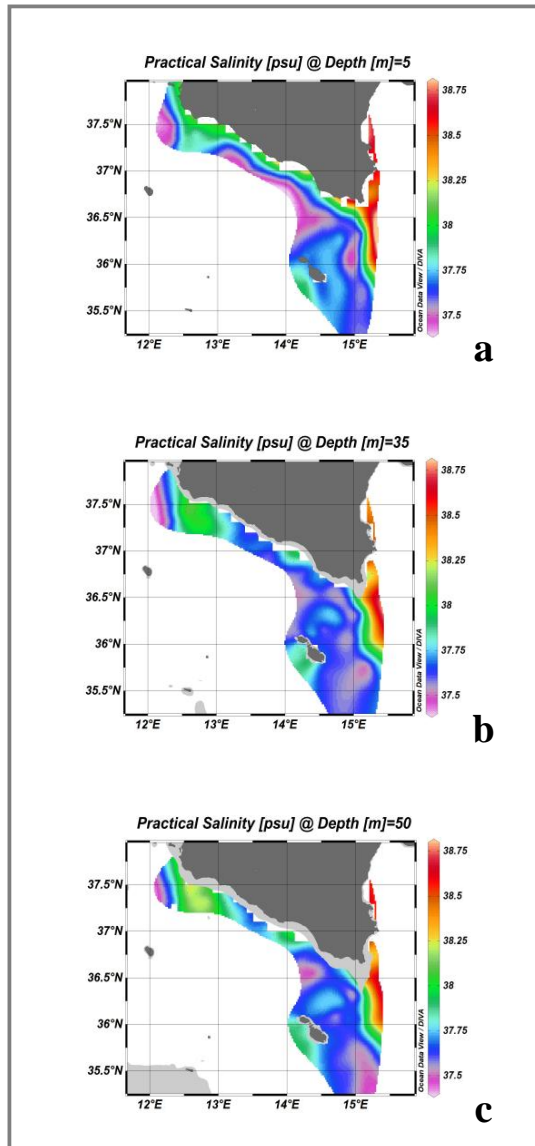 Practical Salinity [psu] @ Depth [m]=5
38.75
37.5°N
38.5
37°N
38.25
36.5°N
38
36°N
37.75
35.5°N
37.5
Ocean Data View / DIVA
12°E 13°E 14°E 15°E
a
Practical Salinity [psu] @ Depth [m]=35
38.75
37.5°N
38.5
37°N
38.25
36.5°N
38
36°N
37.75
35.5°N
37.5
Ocean Data View / DIVA
12°E 13°E 14°E 15°E
b
Practical Salinity [psu] @ Depth [m]=50
38.75
37.5°N
38.5
37°N
38.25
36.5°N
38
36°N
37.75
35.5°N
37.5
Ocean Data View / DIVA
12°E 13°E 14°E 15°E
c